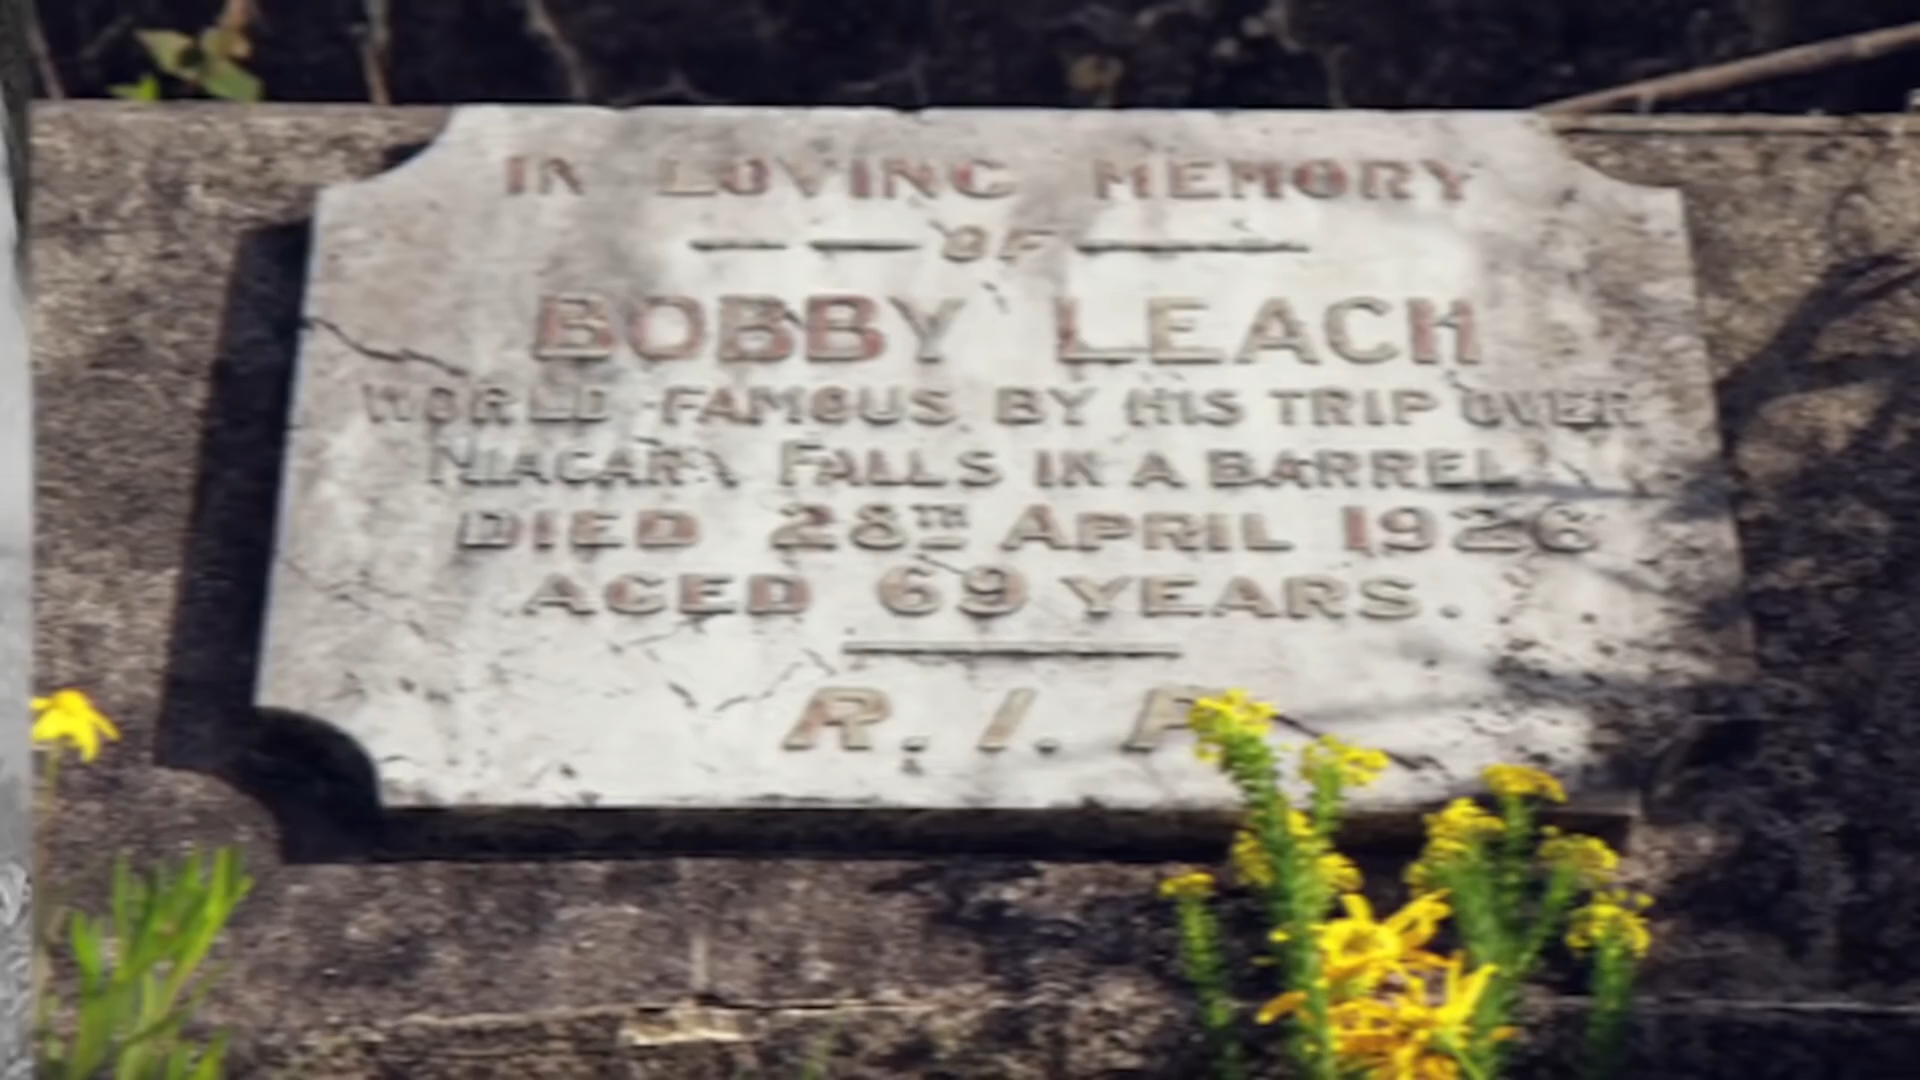 IN LOVING MEMORY
OF
BOBBY LEACH
WORLD-FAMOUS BY HIS TRIP OVER
NIAGARA FALLS IN A BARREL
DIED 28TH APRIL 1926
AGED 69 YEARS.
R.I.P